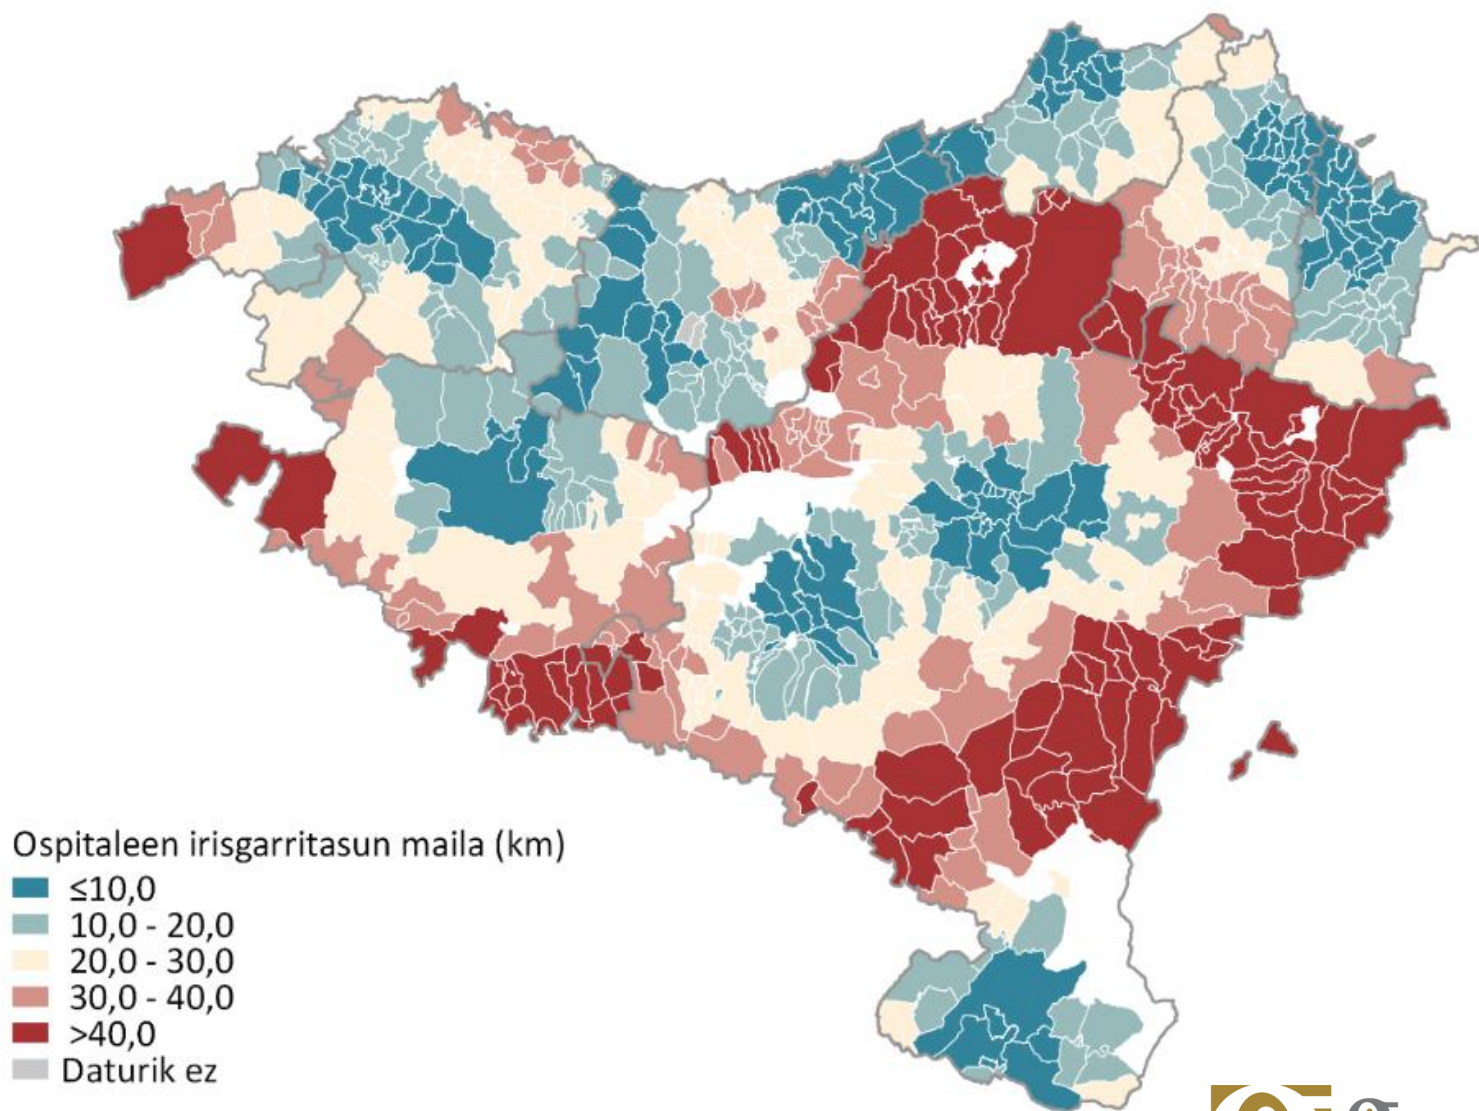 Ospitaleen irisgarritasun maila (km)
≤10,0
10,0 - 20,0
20,0 - 30,0
30,0 - 40,0
>40,0
Daturik ez